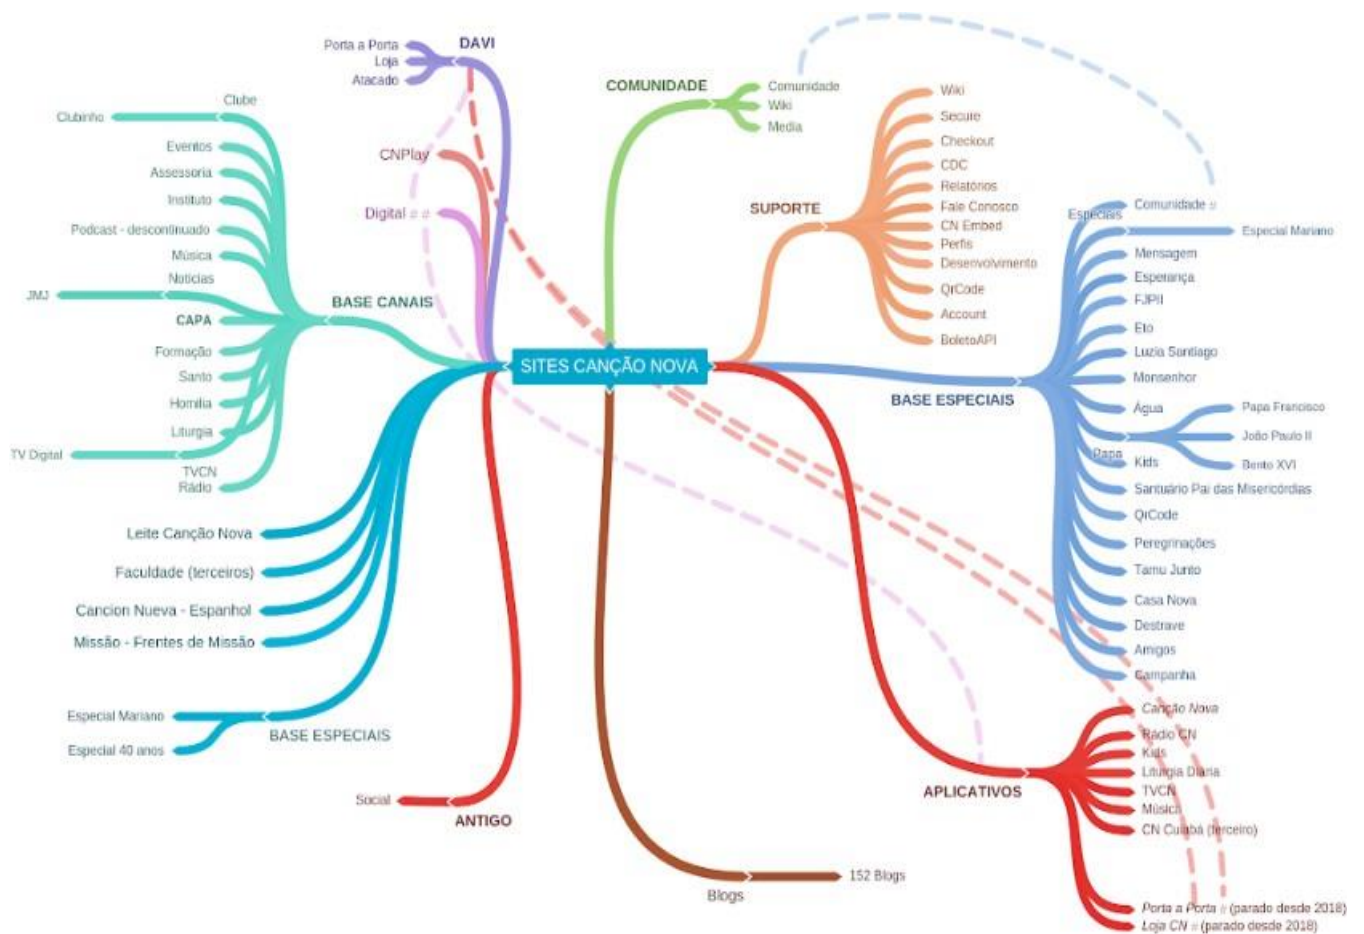 SITES CANÇÃO NOVA
DAVI
Porta a Porta
Loja
Atacado
CNPlay
Digital # #
BASE CANAIS
Clube
Clubinho
Eventos
Assessoria
Instituto
Podcast - descontinuado
Música
Notícias
JMJ
CAPA
Formação
Santo
Homilia
Liturgia
TV Digital
TVCN
Rádio
Leite Canção Nova
Faculdade (terceiros)
Cancion Nueva - Espanhol
Missão - Frentes de Missão
BASE ESPECIAIS
Especial Mariano
Especial 40 anos
ANTIGO
Social
Blogs
152 Blogs
COMUNIDADE
Comunidade
Wiki
Media
SUPORTE
Wiki
Secure
Checkout
CDC
Relatórios
Fale Conosco
CN Embed
Perfis
Desenvolvimento
QrCode
Account
BoletoAPI
BASE ESPECIAIS
Comunidade #
Especiais
Especial Mariano
Mensagem
Esperança
FJPII
Eto
Luzia Santiago
Monsenhor
Água
Papa
Papa Francisco
João Paulo II
Bento XVI
Kids
Santuário Pai das Misericórdias
QrCode
Peregrinações
Tamu Junto
Casa Nova
Destrave
Amigos
Campanha
APLICATIVOS
Canção Nova
Rádio CN
Kids
Liturgia Diária
TVCN
Música
CN Cuiabá (terceiro)
Porta a Porta # (parado desde 2018)
Loja CN # (parado desde 2018)